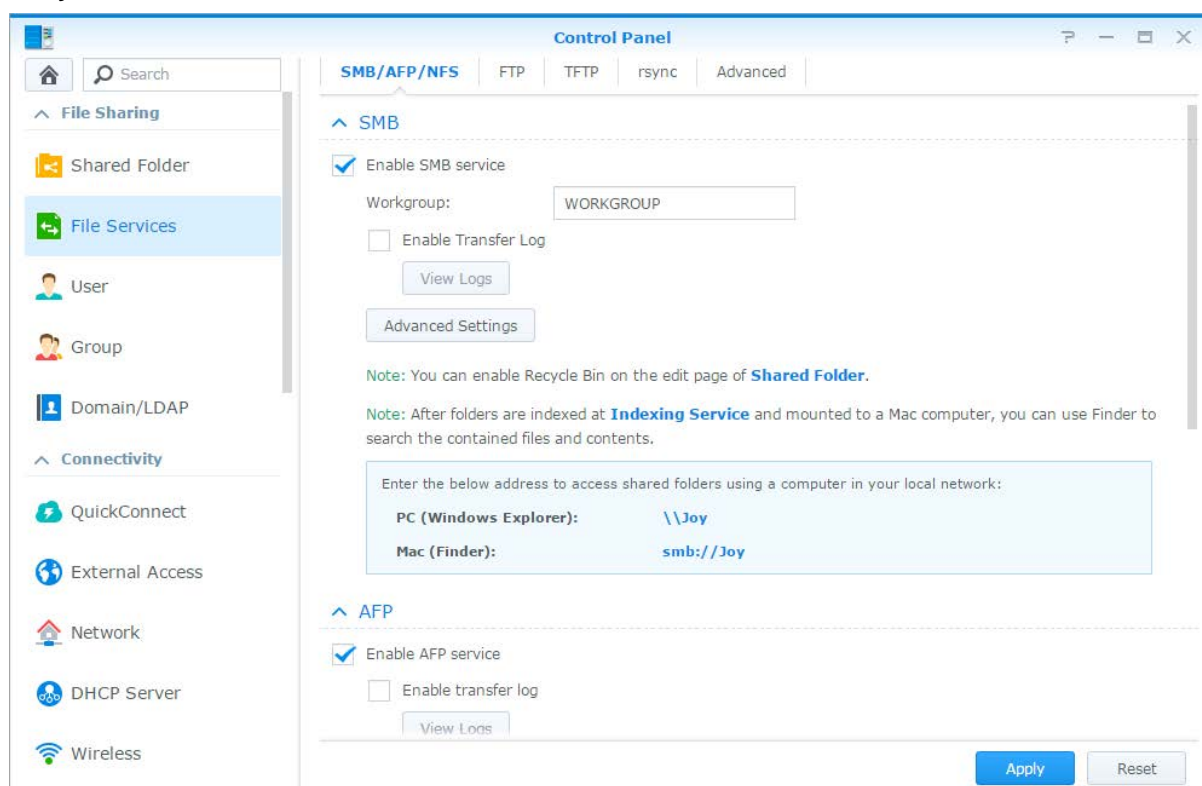 Control Panel
Search
File Sharing
Shared Folder
File Services
User
Group
Domain/LDAP
Connectivity
QuickConnect
External Access
Network
DHCP Server
Wireless
SMB/AFP/NFS
FTP
TFTP
rsync
Advanced
SMB
Enable SMB service
Workgroup: WORKGROUP
Enable Transfer Log
View Logs
Advanced Settings
Note: You can enable Recycle Bin on the edit page of Shared Folder.
Note: After folders are indexed at Indexing Service and mounted to a Mac computer, you can use Finder to
search the contained files and contents.
Enter the below address to access shared folders using a computer in your local network:
PC (Windows Explorer): \\Joy
Mac (Finder): smb://Joy
AFP
Enable AFP service
Enable transfer log
View Logs
Apply
Reset